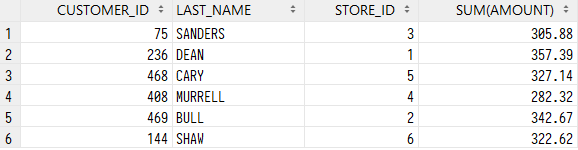 CUSTOMER_ID LAST_NAME STORE_ID SUM(AMOUNT)
1 75 SANDERS 3 305.88
2 236 DEAN 1 357.39
3 468 CARY 5 327.14
4 408 MURRELL 4 282.32
5 469 BULL 2 342.67
6 144 SHAW 6 322.62